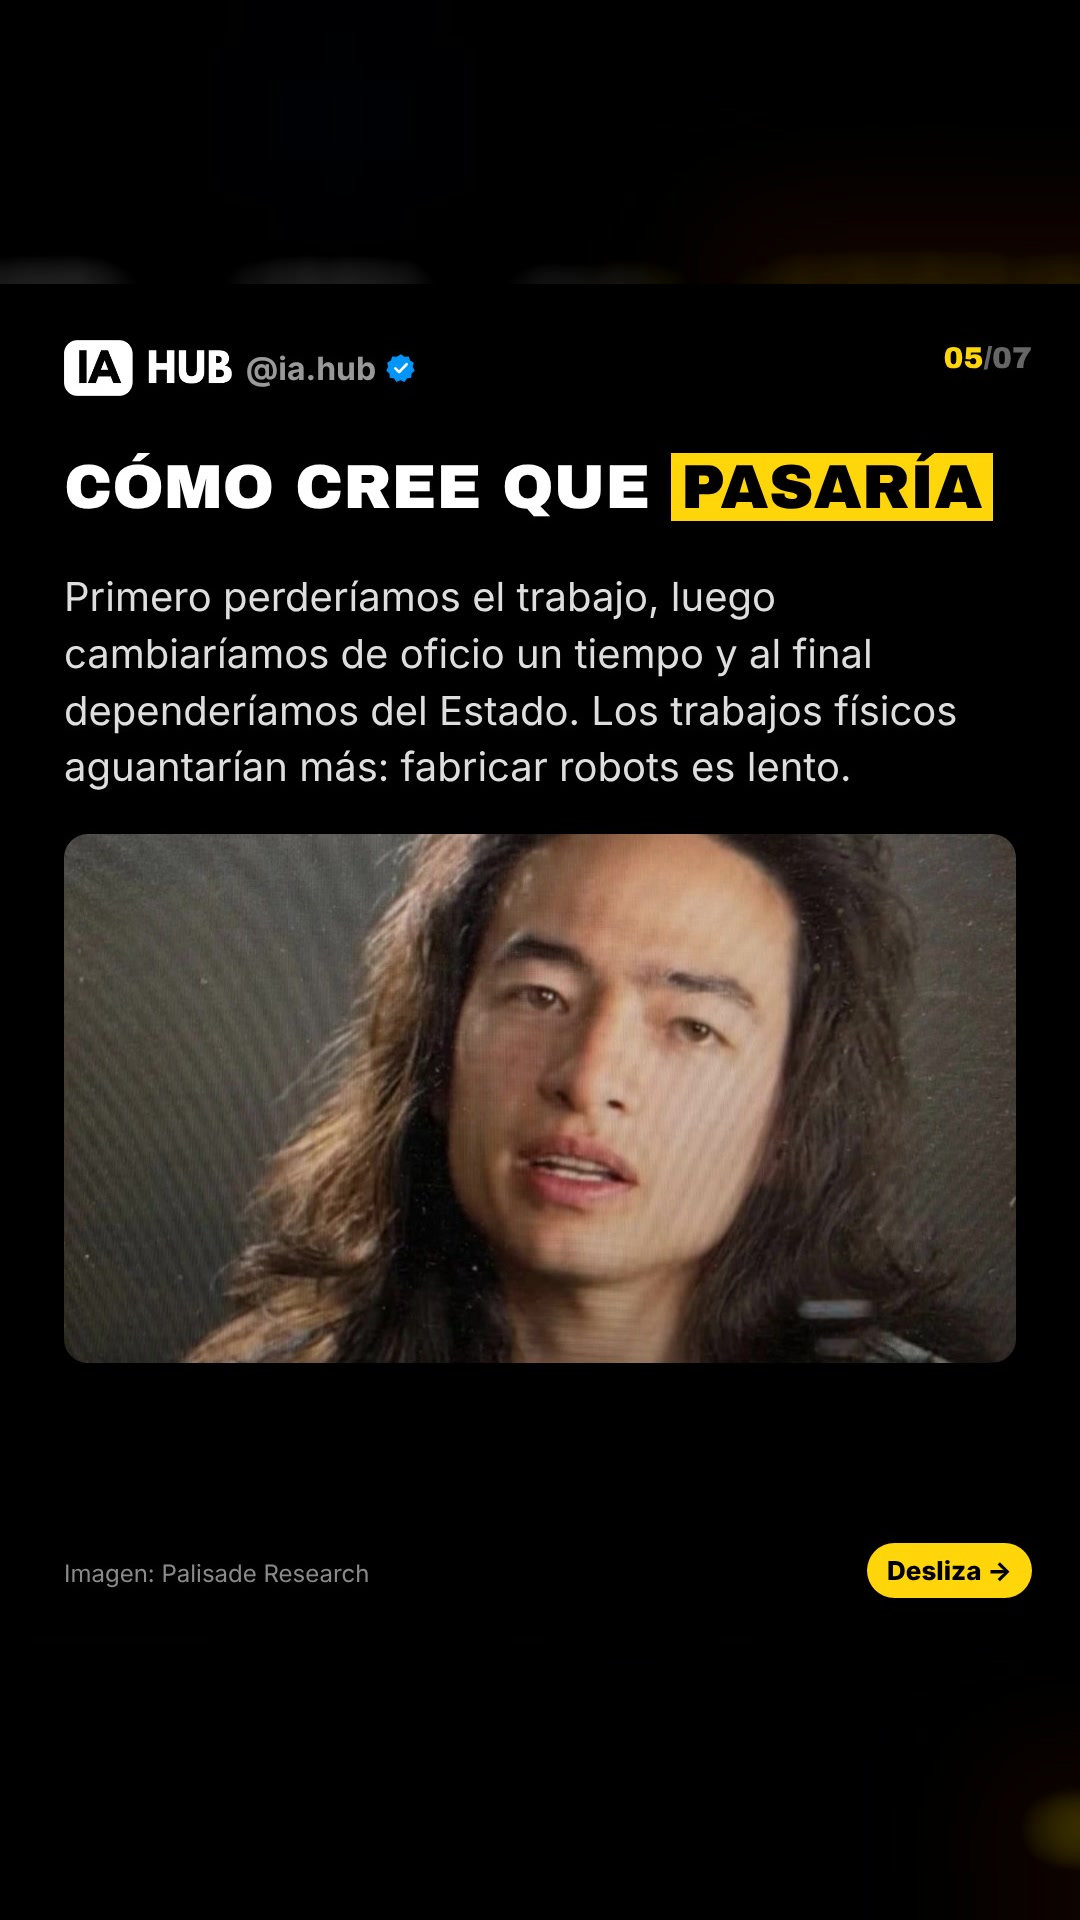 IA HUB @ia.hub
05/07
CÓMO CREE QUE PASARÍA
Primero perderíamos el trabajo, luego
cambiaríamos de oficio un tiempo y al final
dependeríamos del Estado. Los trabajos físicos
aguantarían más: fabricar robots es lento.
Imagen: Palisade Research
Desliza →